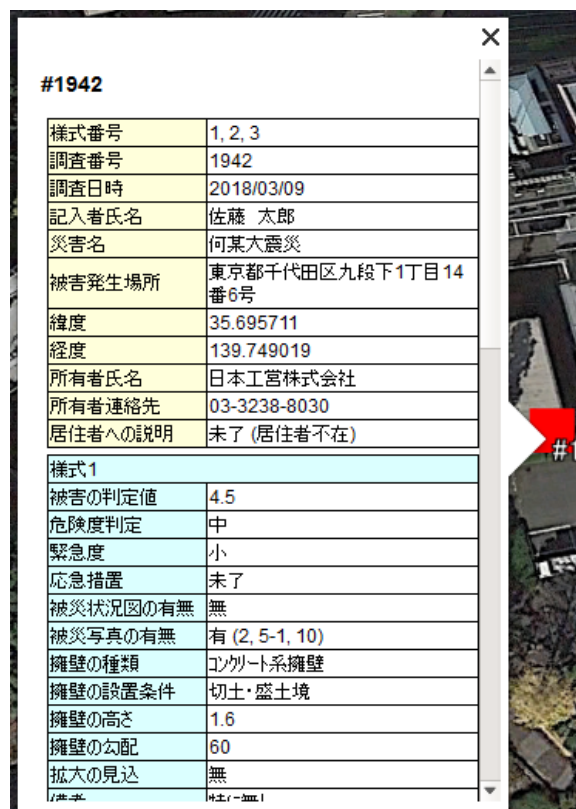 #1942
様式番号 1, 2, 3
調査番号 1942
調査日時 2018/03/09
記入者氏名 佐藤 太郎
災害名 何某大震災
被害発生場所 東京都千代田区九段下1丁目14
番6号
緯度 35.695711
経度 139.749019
所有者氏名 日本工営株式会社
所有者連絡先 03-3238-8030
居住者への説明 未了 (居住者不在)
様式1
被害の判定値 4.5
危険度判定 中
緊急度 小
応急措置 未了
被災状況図の有無 無
被災写真の有無 有 (2, 5-1, 10)
擁壁の種類 コンクリート系擁壁
擁壁の設置条件 切土・盛土境
擁壁の高さ 1.6
擁壁の勾配 60
拡大の見込 無
備考 特に無し